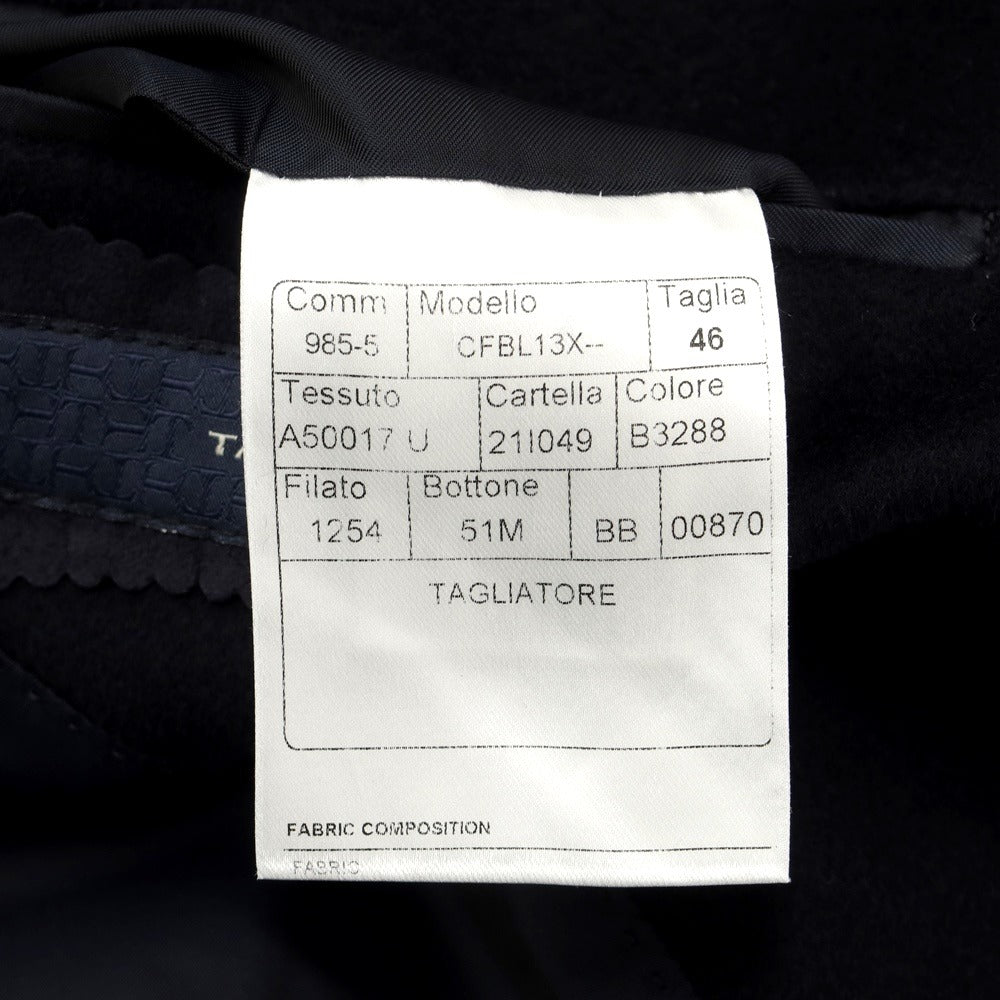 Comm Modello Taglia
985-5 CFBL13X-- 46
Tessuto Cartella Colore
A50017 U 21I049 B3288
Filato Bottone
1254 51M BB 00870
TAGLIATORE
FABRIC COMPOSITION
FABRIC